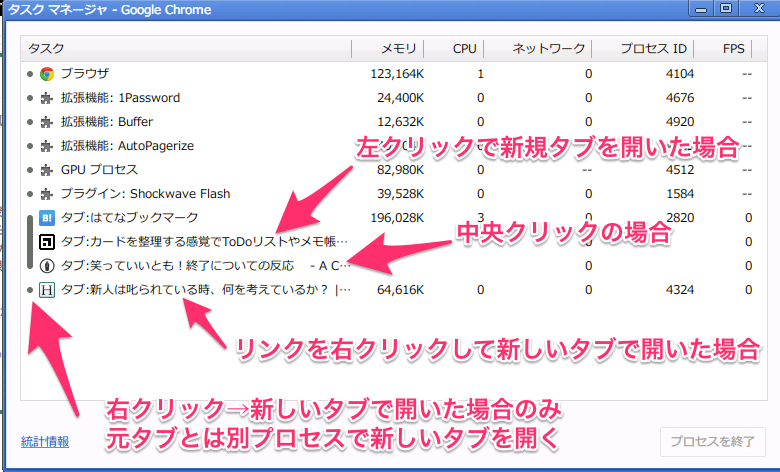 タスク マネージャ - Google Chrome
タスク メモリ CPU ネットワーク プロセス ID FPS
ブラウザ 123,164K 1 0 4104 --
拡張機能: 1Password 24,400K 0 0 4676 --
拡張機能: Buffer 12,632K 0 0 4920 --
拡張機能: AutoPagerize
左クリックで新規タブを開いた場合
GPU プロセス 82,980K 0 -- 4512 --
プラグイン: Shockwave Flash 39,528K 0 0 1584 --
タブ:はてなブックマーク 196,028K 3 0 2820 0
中央クリックの場合
タブ:カードを整理する感覚でToDoリストやメモ帳… 0 0
タブ:笑っていいとも！終了についての反応 - A C… 0 0
タブ:新人は叱られている時、何を考えているか？ |… 64,616K 0 0 4324 0
リンクを右クリックして新しいタブで開いた場合
右クリック→新しいタブで開いた場合のみ
元タブとは別プロセスで新しいタブを開く
統計情報 プロセスを終了